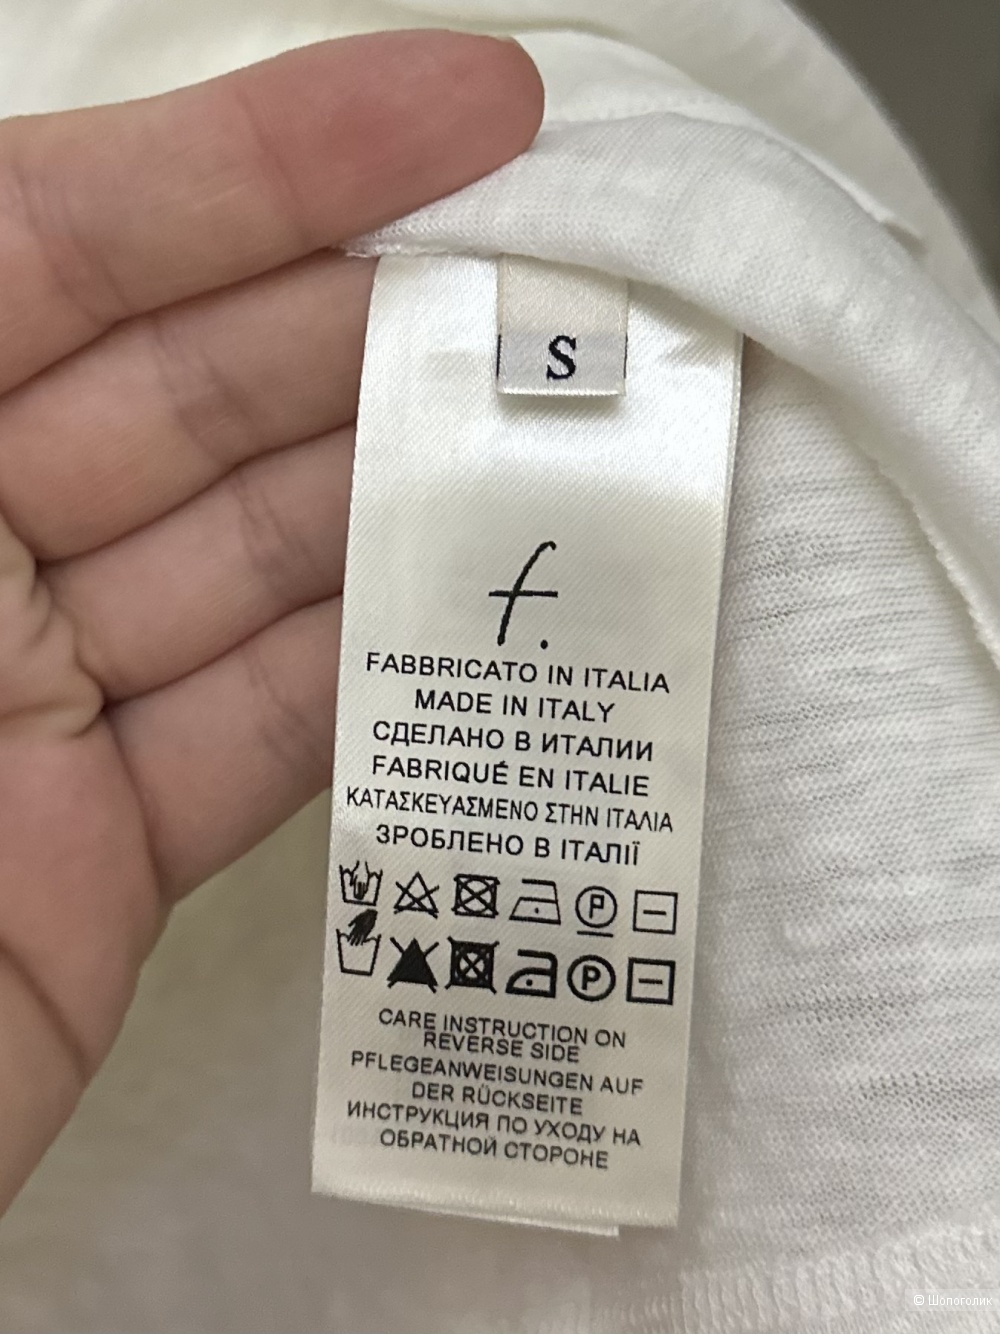 S
f.
FABBRICATO IN ITALIA
MADE IN ITALY
СДЕЛАНО В ИТАЛИИ
FABRIQUÉ EN ITALIE
ΚΑΤΑΣΚΕΥΑΣΜΕΝΟ ΣΤΗΝ ΙΤΑΛΙΑ
ЗРОБЛЕНО В ІТАЛІЇ
P
P
CARE INSTRUCTION ON
REVERSE SIDE
PFLEGEANWEISUNGEN AUF
DER RÜCKSEITE
ИНСТРУКЦИЯ ПО УХОДУ НА
ОБРАТНОЙ СТОРОНЕ
© Шопоголик